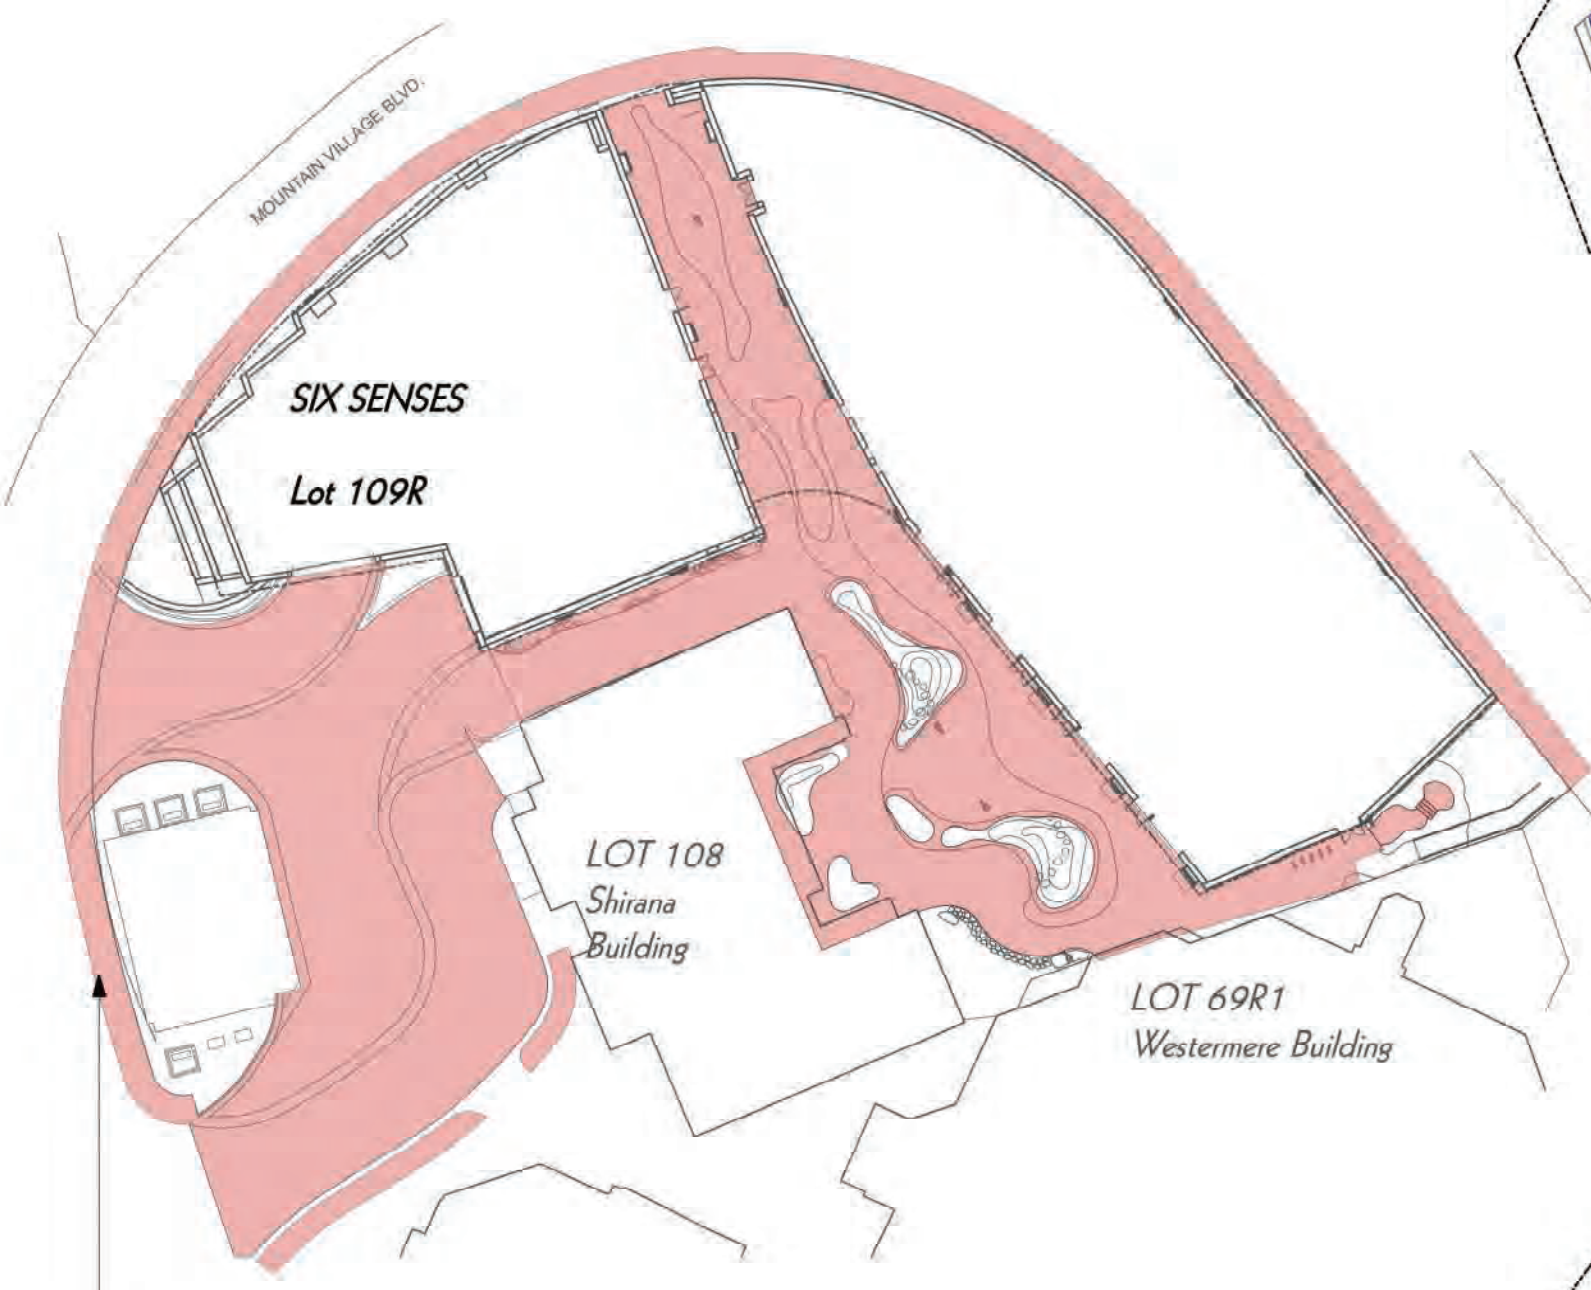 MOUNTAIN VILLAGE BLVD.
SIX SENSES
Lot 109R
LOT 108
Shirana
Building
LOT 69R1
Westermere Building